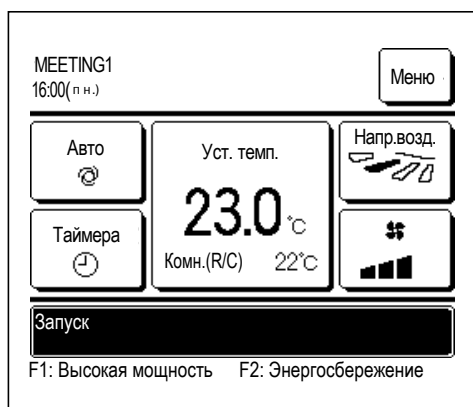 MEETING1
16:00(пн.)
Меню
Авто
Уст. темп.
Напр.возд.
23.0°C
Таймера
Комн.(R/C) 22°C
Запуск
F1: Высокая мощность F2: Энергосбережение